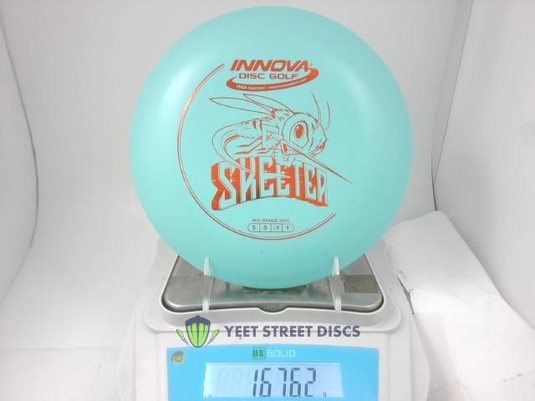 INNOVA
DISC GOLF
SKEETER
MID RANGE DISC
5 5 -1 1
YEET STREET DISCS
US SOLID
167.62
g